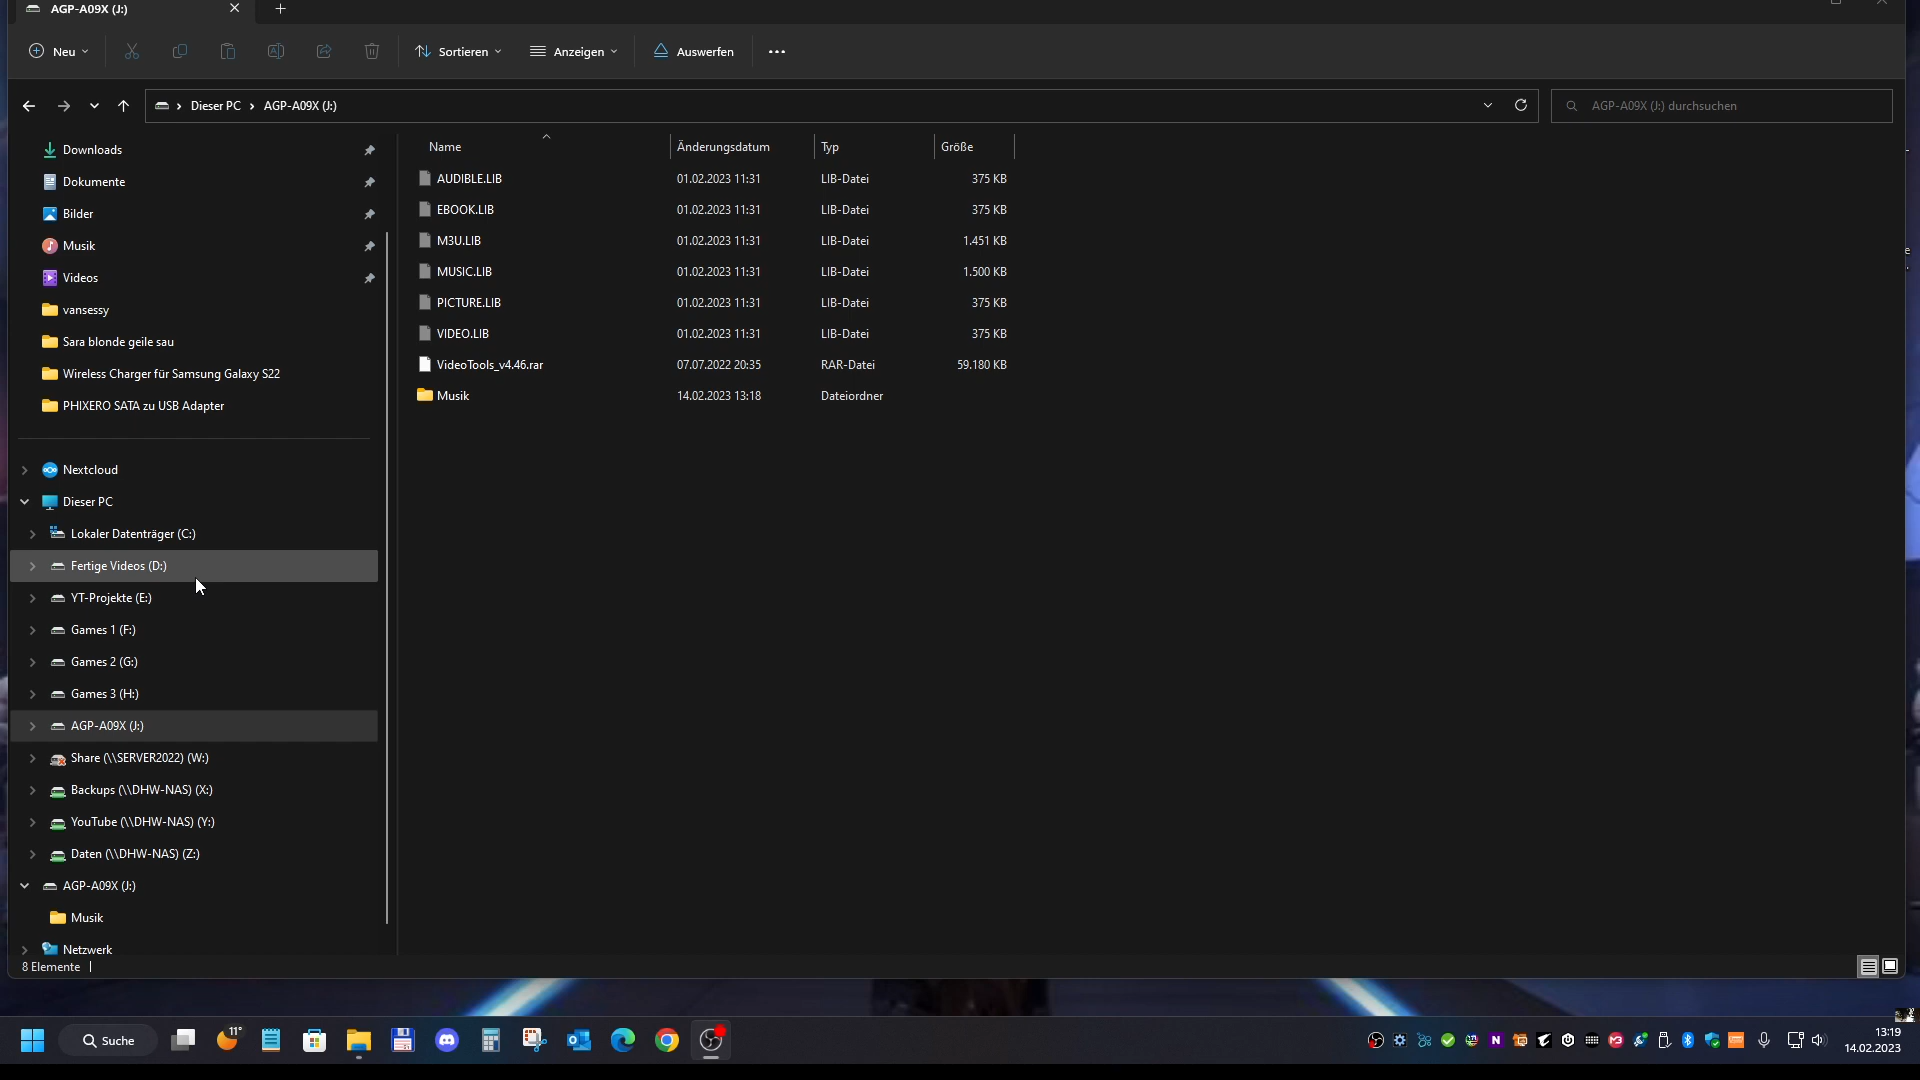 AGP-A09X (J:)
Neu
Sortieren
Anzeigen
Auswerfen
Dieser PC > AGP-A09X (J:)
AGP-A09X (J:) durchsuchen
Downloads
Dokumente
Bilder
Musik
Videos
vansessy
Sara blonde geile sau
Wireless Charger für Samsung Galaxy S22
PHIXERO SATA zu USB Adapter
Nextcloud
Dieser PC
Lokaler Datenträger (C:)
Fertige Videos (D:)
YT-Projekte (E:)
Games 1 (F:)
Games 2 (G:)
Games 3 (H:)
AGP-A09X (J:)
Share (\\SERVER2022) (W:)
Backups (\\DHW-NAS) (X:)
YouTube (\\DHW-NAS) (Y:)
Daten (\\DHW-NAS) (Z:)
AGP-A09X (J:)
Musik
Netzwerk
Name Änderungsdatum Typ Größe
AUDIBLE.LIB 01.02.2023 11:31 LIB-Datei 375 KB
EBOOK.LIB 01.02.2023 11:31 LIB-Datei 375 KB
M3U.LIB 01.02.2023 11:31 LIB-Datei 1.451 KB
MUSIC.LIB 01.02.2023 11:31 LIB-Datei 1.500 KB
PICTURE.LIB 01.02.2023 11:31 LIB-Datei 375 KB
VIDEO.LIB 01.02.2023 11:31 LIB-Datei 375 KB
VideoTools_v4.46.rar 07.07.2022 20:35 RAR-Datei 59.180 KB
Musik 14.02.2023 13:18 Dateiordner
8 Elemente
11°
Suche
13:19
14.02.2023